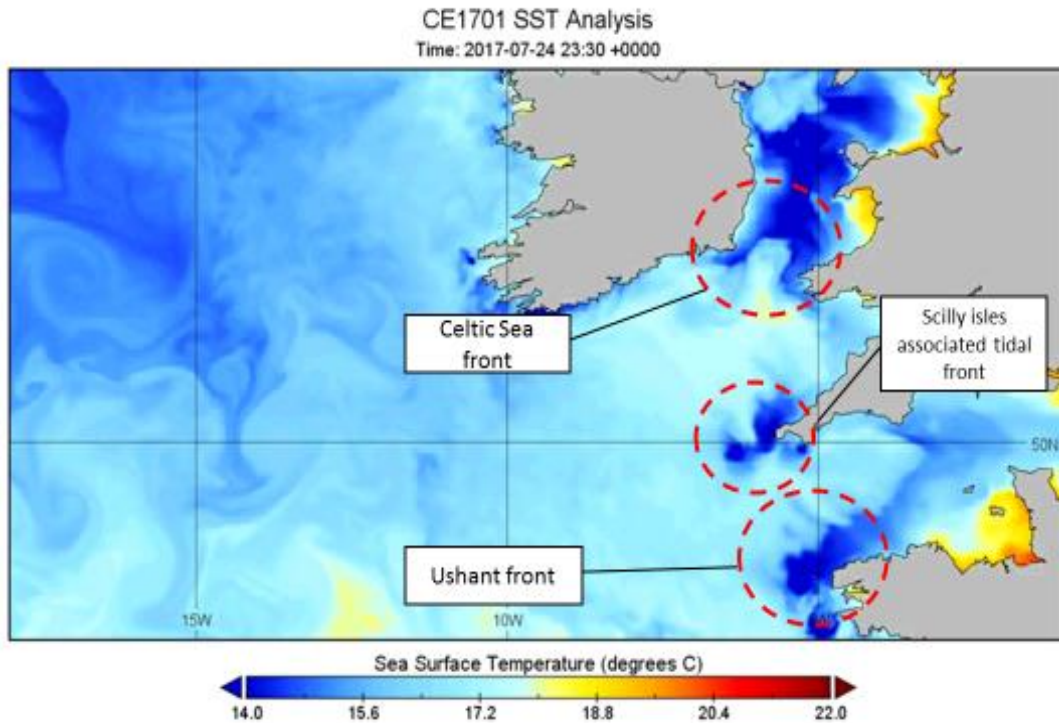 CE1701 SST Analysis
Time: 2017-07-24 23:30 +0000
Celtic Sea
front
Scilly isles
associated tidal
front
50N
Ushant front
15W
10W
Sea Surface Temperature (degrees C)
14.0 15.6 17.2 18.8 20.4 22.0